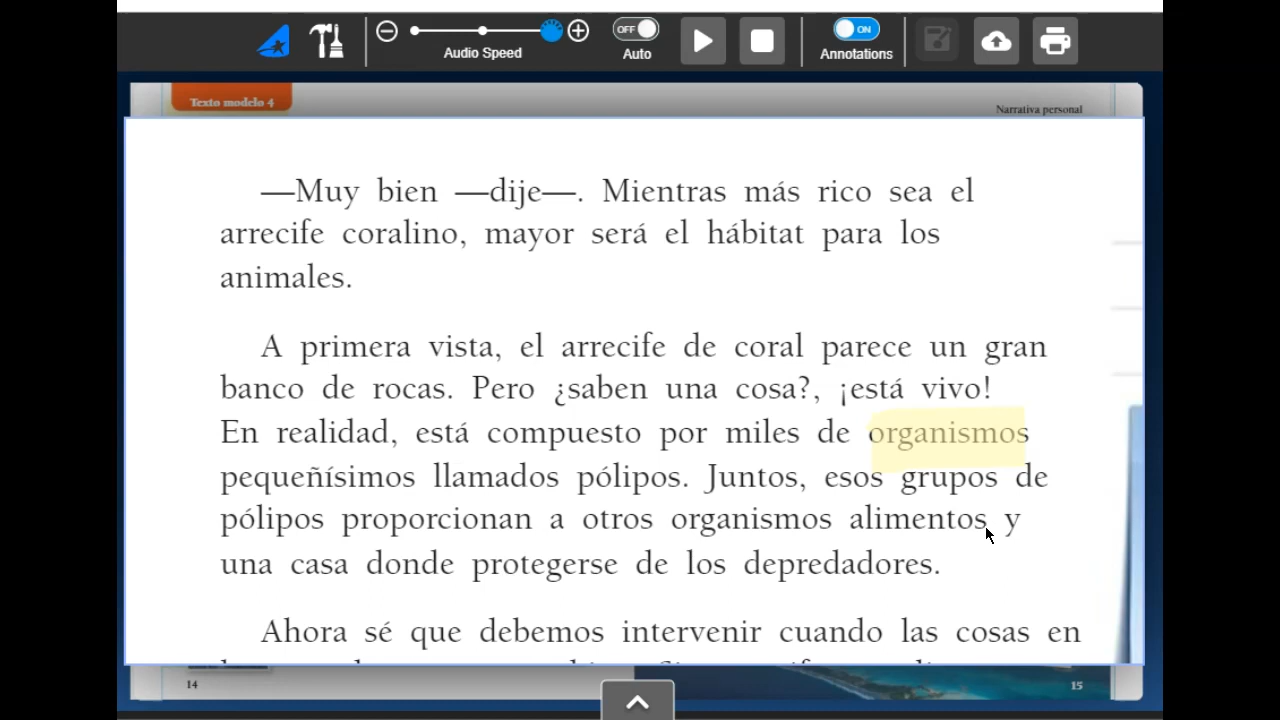 OFF
ON
Audio Speed
Auto
Annotations
Texto modelo 4
Narrativa personal
—Muy bien —dije—. Mientras más rico sea el
arrecife coralino, mayor será el hábitat para los
animales.
A primera vista, el arrecife de coral parece un gran
banco de rocas. Pero ¿saben una cosa?, ¡está vivo!
En realidad, está compuesto por miles de organismos
pequeñísimos llamados pólipos. Juntos, esos grupos de
pólipos proporcionan a otros organismos alimentos y
una casa donde protegerse de los depredadores.
Ahora sé que debemos intervenir cuando las cosas en
14
15